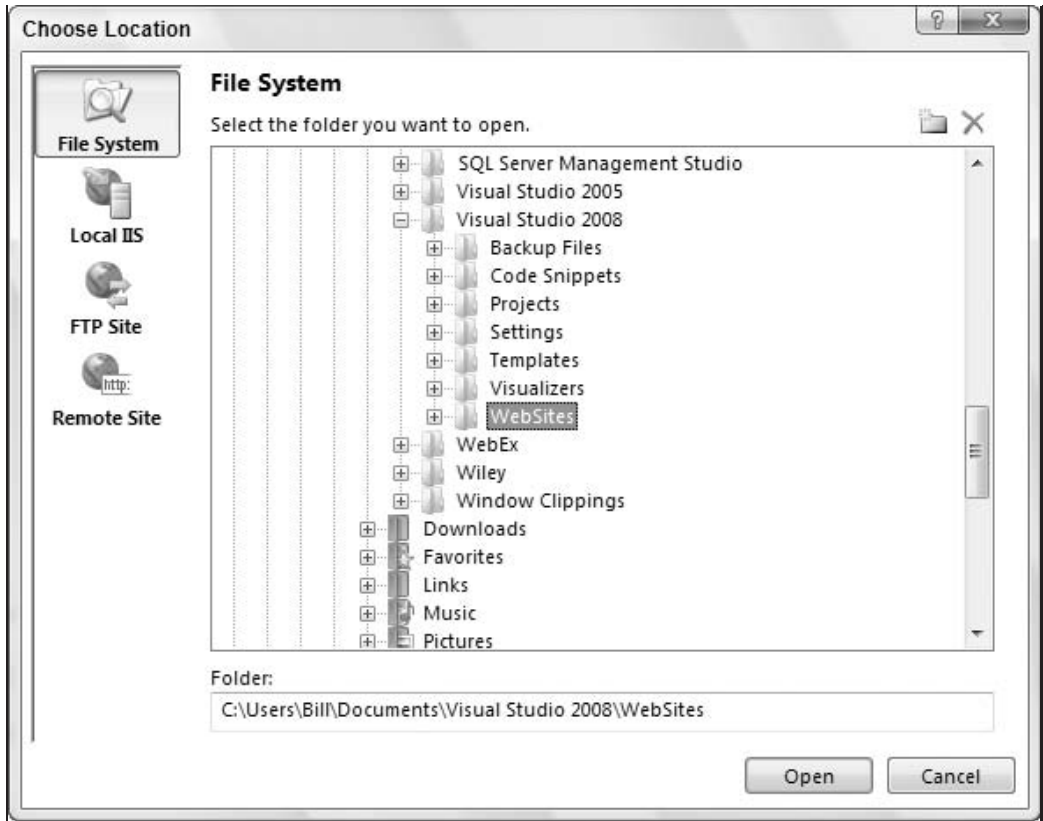 Choose Location
?
File System
Local IIS
FTP Site
http:
Remote Site
File System
Select the folder you want to open.
SQL Server Management Studio
Visual Studio 2005
Visual Studio 2008
Backup Files
Code Snippets
Projects
Settings
Templates
Visualizers
WebSites
WebEx
Wiley
Window Clippings
Downloads
Favorites
Links
Music
Pictures
Folder:
C:\Users\Bill\Documents\Visual Studio 2008\WebSites
Open
Cancel